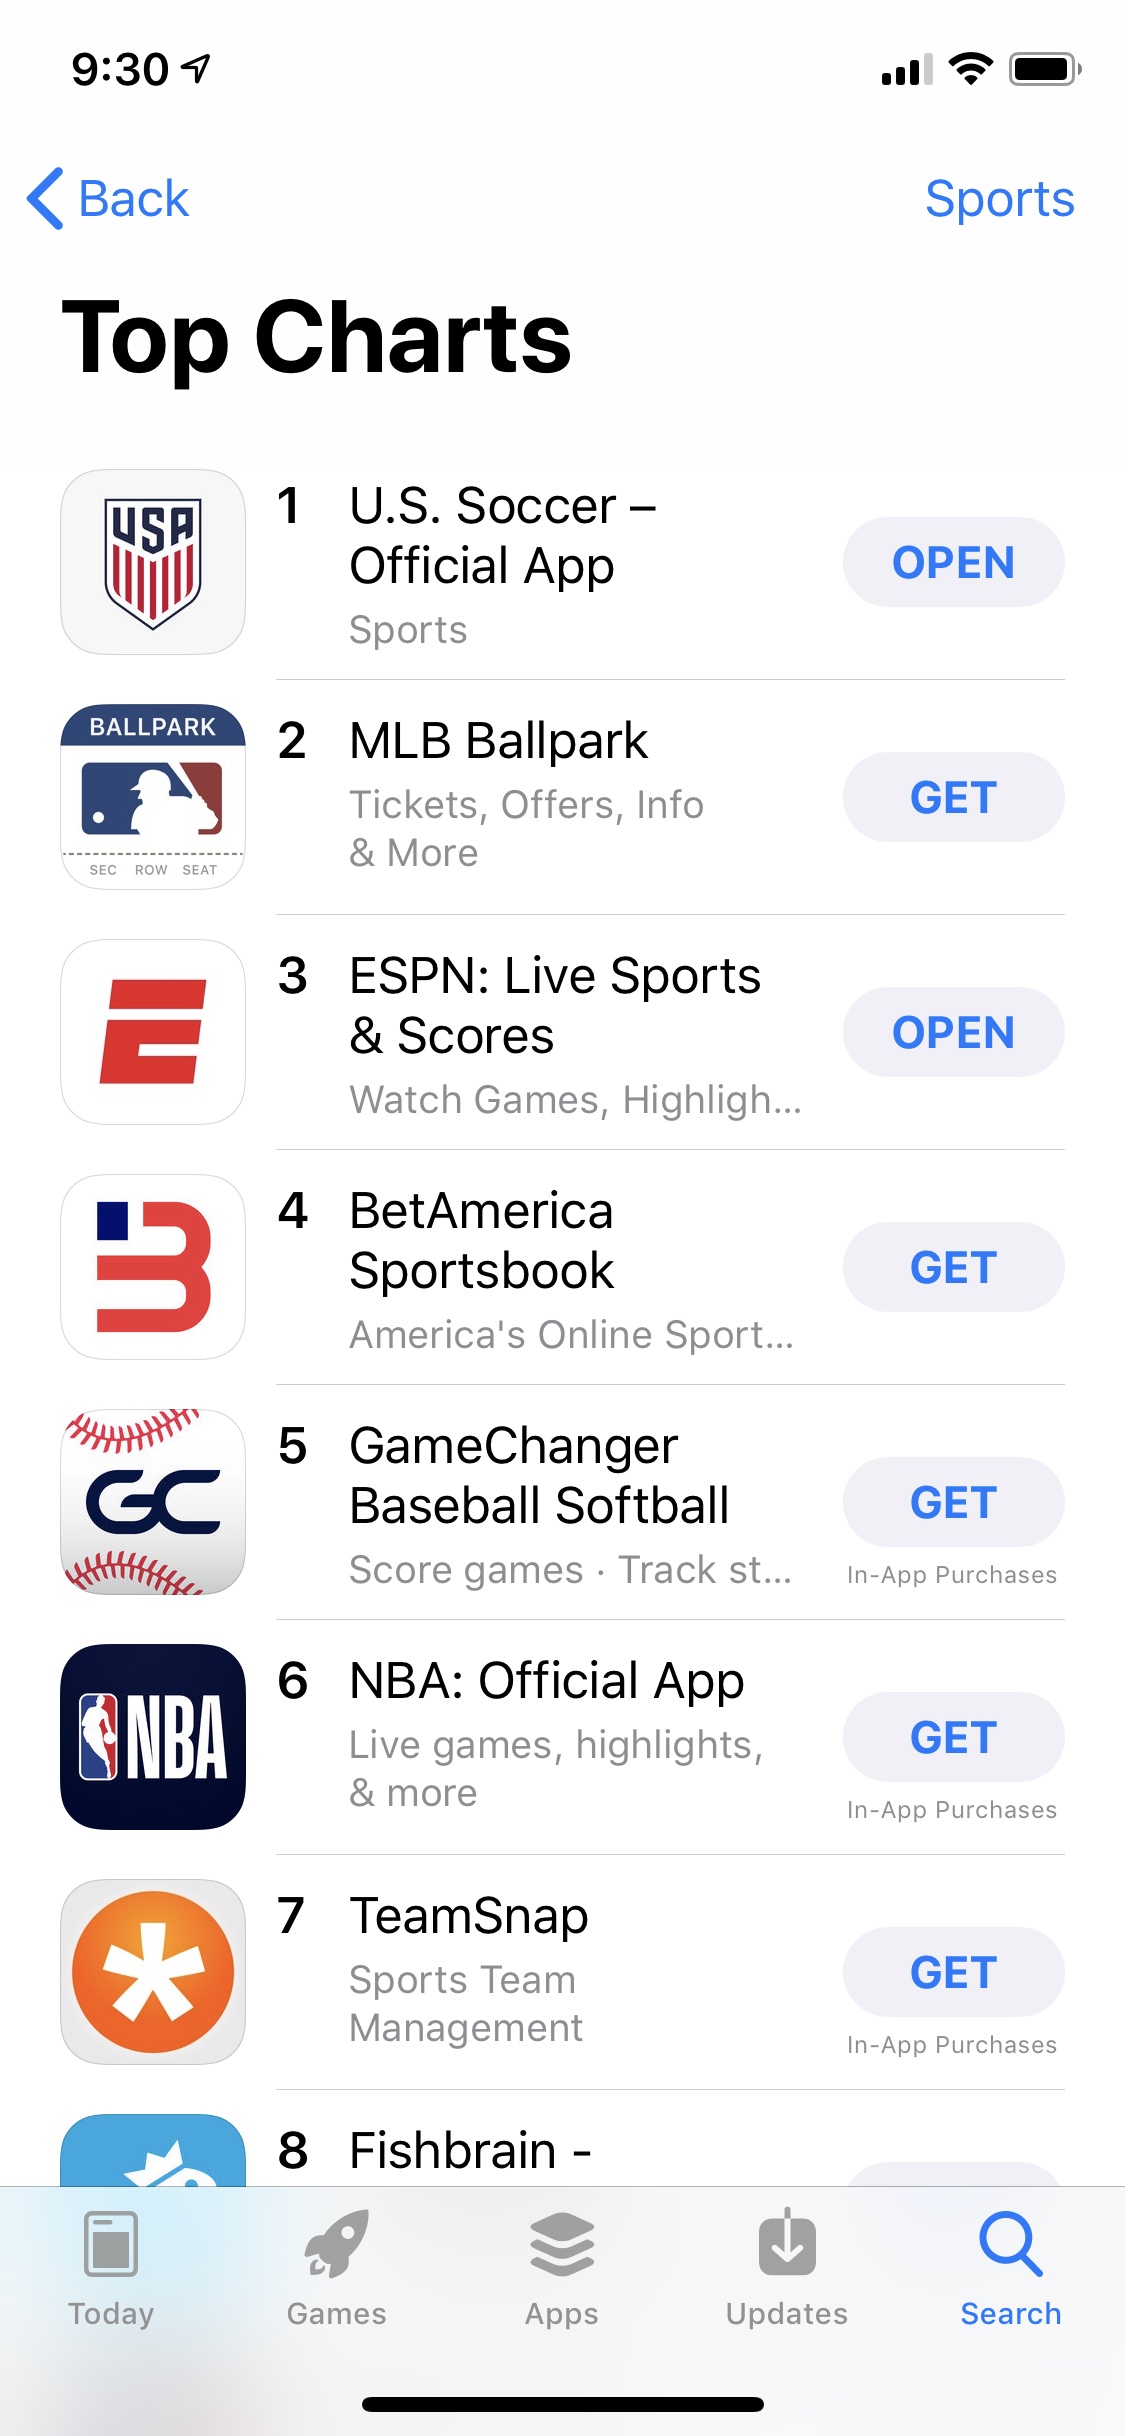 9:30
Back
Sports
Top Charts
USA
1
U.S. Soccer –
Official App
Sports
OPEN
BALLPARK
SEC ROW SEAT
2
MLB Ballpark
Tickets, Offers, Info
& More
GET
E
3
ESPN: Live Sports
& Scores
Watch Games, Highligh...
OPEN
B
4
BetAmerica
Sportsbook
America's Online Sport...
GET
GC
5
GameChanger
Baseball Softball
Score games · Track st...
GET
In-App Purchases
NBA
6
NBA: Official App
Live games, highlights,
& more
GET
In-App Purchases
7
TeamSnap
Sports Team
Management
GET
In-App Purchases
8
Fishbrain -
Today
Games
Apps
Updates
Search